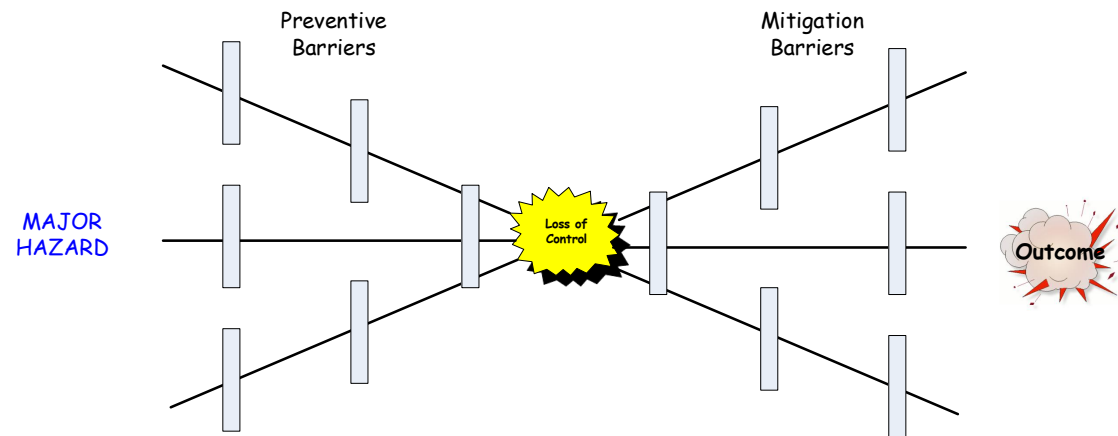 Preventive
Barriers
Mitigation
Barriers
MAJOR
HAZARD
Loss of
Control
Outcome